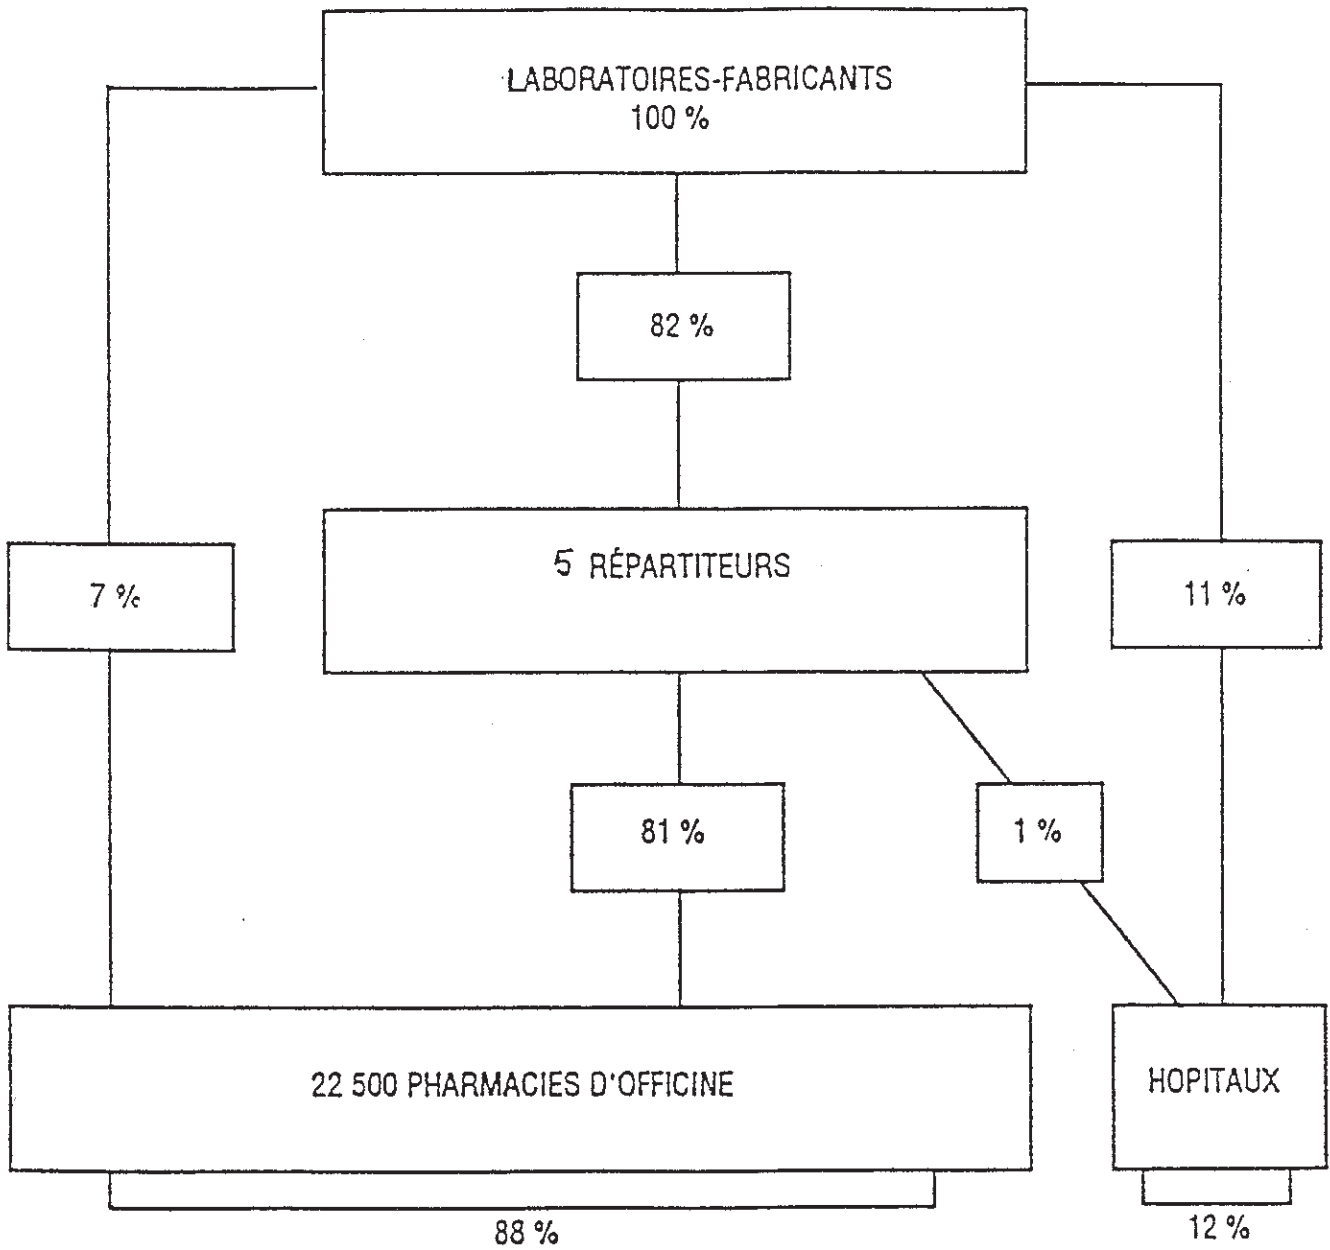 LABORATOIRES-FABRICANTS
100 %
82 %
5 RÉPARTITEURS
7 %
11 %
81 %
1 %
22 500 PHARMACIES D'OFFICINE
HOPITAUX
88 %
12 %